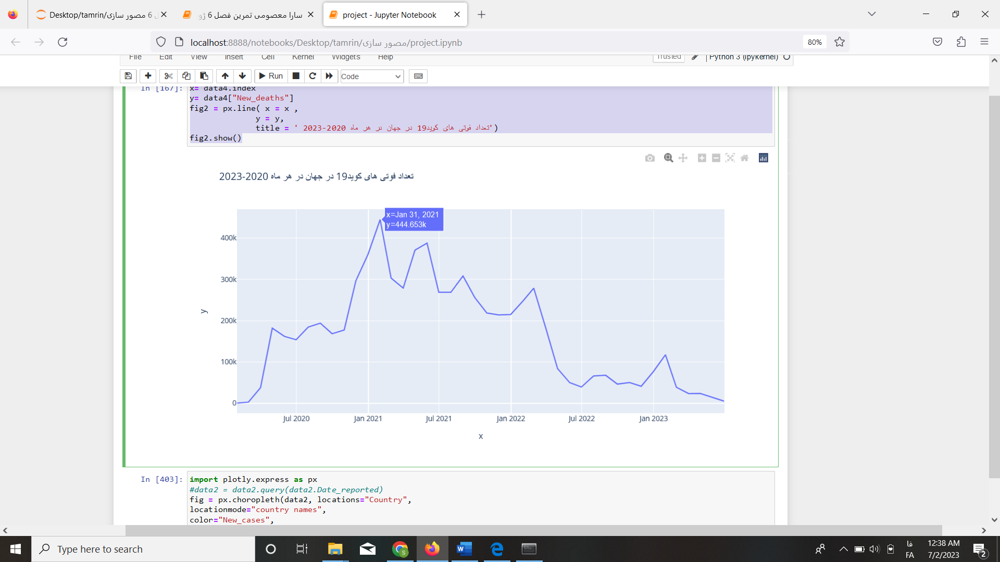 Desktop/tamrin/مصور سازی 6 ل
سارا معصومی تمرین فصل 6 ژو
project - Jupyter Notebook
localhost:8888/notebooks/Desktop/tamrin/مصور سازی/project.ipynb
80%
File Edit View Insert Cell Kernel Widgets Help
Trusted
Python 3 (ipykernel)
Run
Code
In [167]:
x= data4.index
y= data4["New_deaths"]
fig2 = px.line( x = x ,
y = y,
title = ' تعداد فوتی های کوید19 در جهان در هر ماه 2020-2023')
fig2.show()
تعداد فوتی های کوید19 در جهان در هر ماه 2020-2023
x=Jan 31, 2021
y=444.653k
400k
300k
200k
100k
0
y
Jul 2020 Jan 2021 Jul 2021 Jan 2022 Jul 2022 Jan 2023
x
In [403]:
import plotly.express as px
#data2 = data2.query(data2.Date_reported)
fig = px.choropleth(data2, locations="Country",
locationmode="country names",
color="New_cases",
Type here to search
فا
FA
12:38 AM
7/2/2023
2